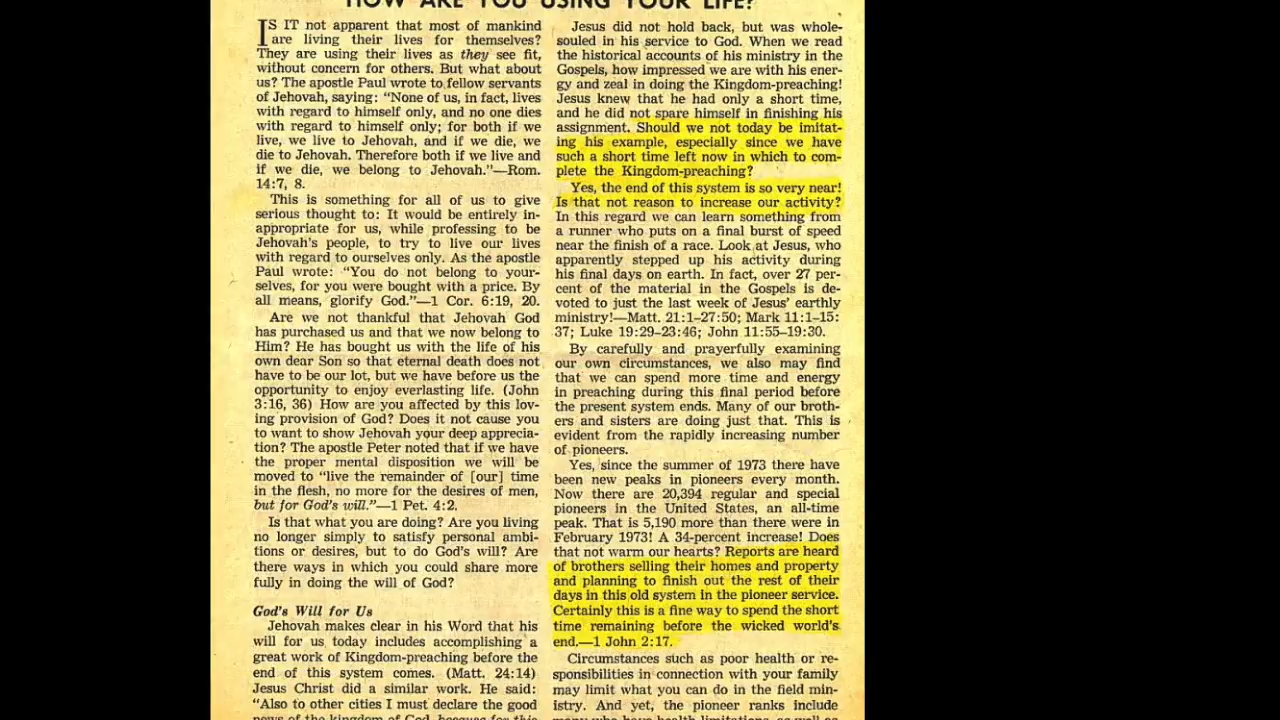 HOW ARE YOU USING YOUR LIFE?
IS IT not apparent that most of mankind
are living their lives for themselves?
They are using their lives as they see fit,
without concern for others. But what about
us? The apostle Paul wrote to fellow servants
of Jehovah, saying: “None of us, in fact, lives
with regard to himself only, and no one dies
with regard to himself only; for both if we
live, we live to Jehovah, and if we die, we
die to Jehovah. Therefore both if we live and
if we die, we belong to Jehovah.”—Rom.
14:7, 8.
This is something for all of us to give
serious thought to: It would be entirely in-
appropriate for us, while professing to be
Jehovah's people, to try to live our lives
with regard to ourselves only. As the apostle
Paul wrote: “You do not belong to your-
selves, for you were bought with a price. By
all means, glorify God.”—1 Cor. 6:19, 20.
Are we not thankful that Jehovah God
has purchased us and that we now belong to
Him? He has bought us with the life of his
own dear Son so that eternal death does not
have to be our lot, but we have before us the
opportunity to enjoy everlasting life. (John
3:16, 36) How are you affected by this lov-
ing provision of God? Does it not cause you
to want to show Jehovah your deep apprecia-
tion? The apostle Peter noted that if we have
the proper mental disposition we will be
moved to “live the remainder of [our] time
in the flesh, no more for the desires of men,
but for God's will.”—1 Pet. 4:2.
Is that what you are doing? Are you living
no longer simply to satisfy personal ambi-
tions or desires, but to do God's will? Are
there ways in which you could share more
fully in doing the will of God?
God's Will for Us
Jehovah makes clear in his Word that his
will for us today includes accomplishing a
great work of Kingdom-preaching before the
end of this system comes. (Matt. 24:14)
Jesus Christ did a similar work. He said:
“Also to other cities I must declare the good
news of the kingdom of God, because for this
Jesus did not hold back, but was whole-
souled in his service to God. When we read
the historical accounts of his ministry in the
Gospels, how impressed we are with his ener-
gy and zeal in doing the Kingdom-preaching!
Jesus knew that he had only a short time,
and he did not spare himself in finishing his
assignment. Should we not today be imitat-
ing his example, especially since we have
such a short time left now in which to com-
plete the Kingdom-preaching?
Yes, the end of this system is so very near!
Is that not reason to increase our activity?
In this regard we can learn something from
a runner who puts on a final burst of speed
near the finish of a race. Look at Jesus, who
apparently stepped up his activity during
his final days on earth. In fact, over 27 per-
cent of the material in the Gospels is de-
voted to just the last week of Jesus' earthly
ministry!—Matt. 21:1–27:50; Mark 11:1–15:
37; Luke 19:29–23:46; John 11:55–19:30.
By carefully and prayerfully examining
our own circumstances, we also may find
that we can spend more time and energy
in preaching during this final period before
the present system ends. Many of our broth-
ers and sisters are doing just that. This is
evident from the rapidly increasing number
of pioneers.
Yes, since the summer of 1973 there have
been new peaks in pioneers every month.
Now there are 20,394 regular and special
pioneers in the United States, an all-time
peak. That is 5,190 more than there were in
February 1973! A 34-percent increase! Does
that not warm our hearts? Reports are heard
of brothers selling their homes and property
and planning to finish out the rest of their
days in this old system in the pioneer service.
Certainly this is a fine way to spend the short
time remaining before the wicked world's
end.—1 John 2:17.
Circumstances such as poor health or re-
sponsibilities in connection with your family
may limit what you can do in the field min-
istry. And yet, the pioneer ranks include
many who have health limitations, as well as